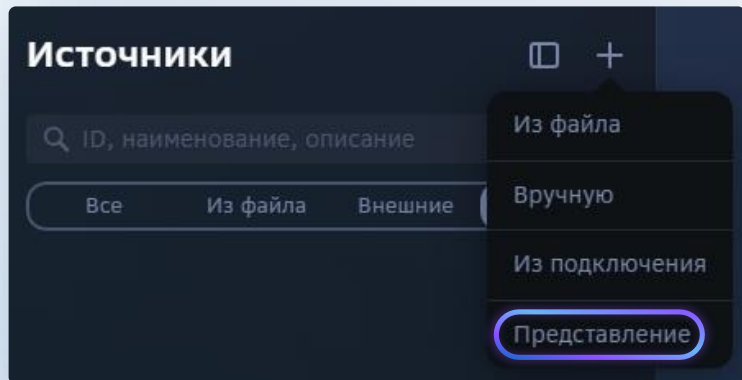 Источники
ID, наименование, описание
Все Из файла Внешние
Из файла
Вручную
Из подключения
Представление